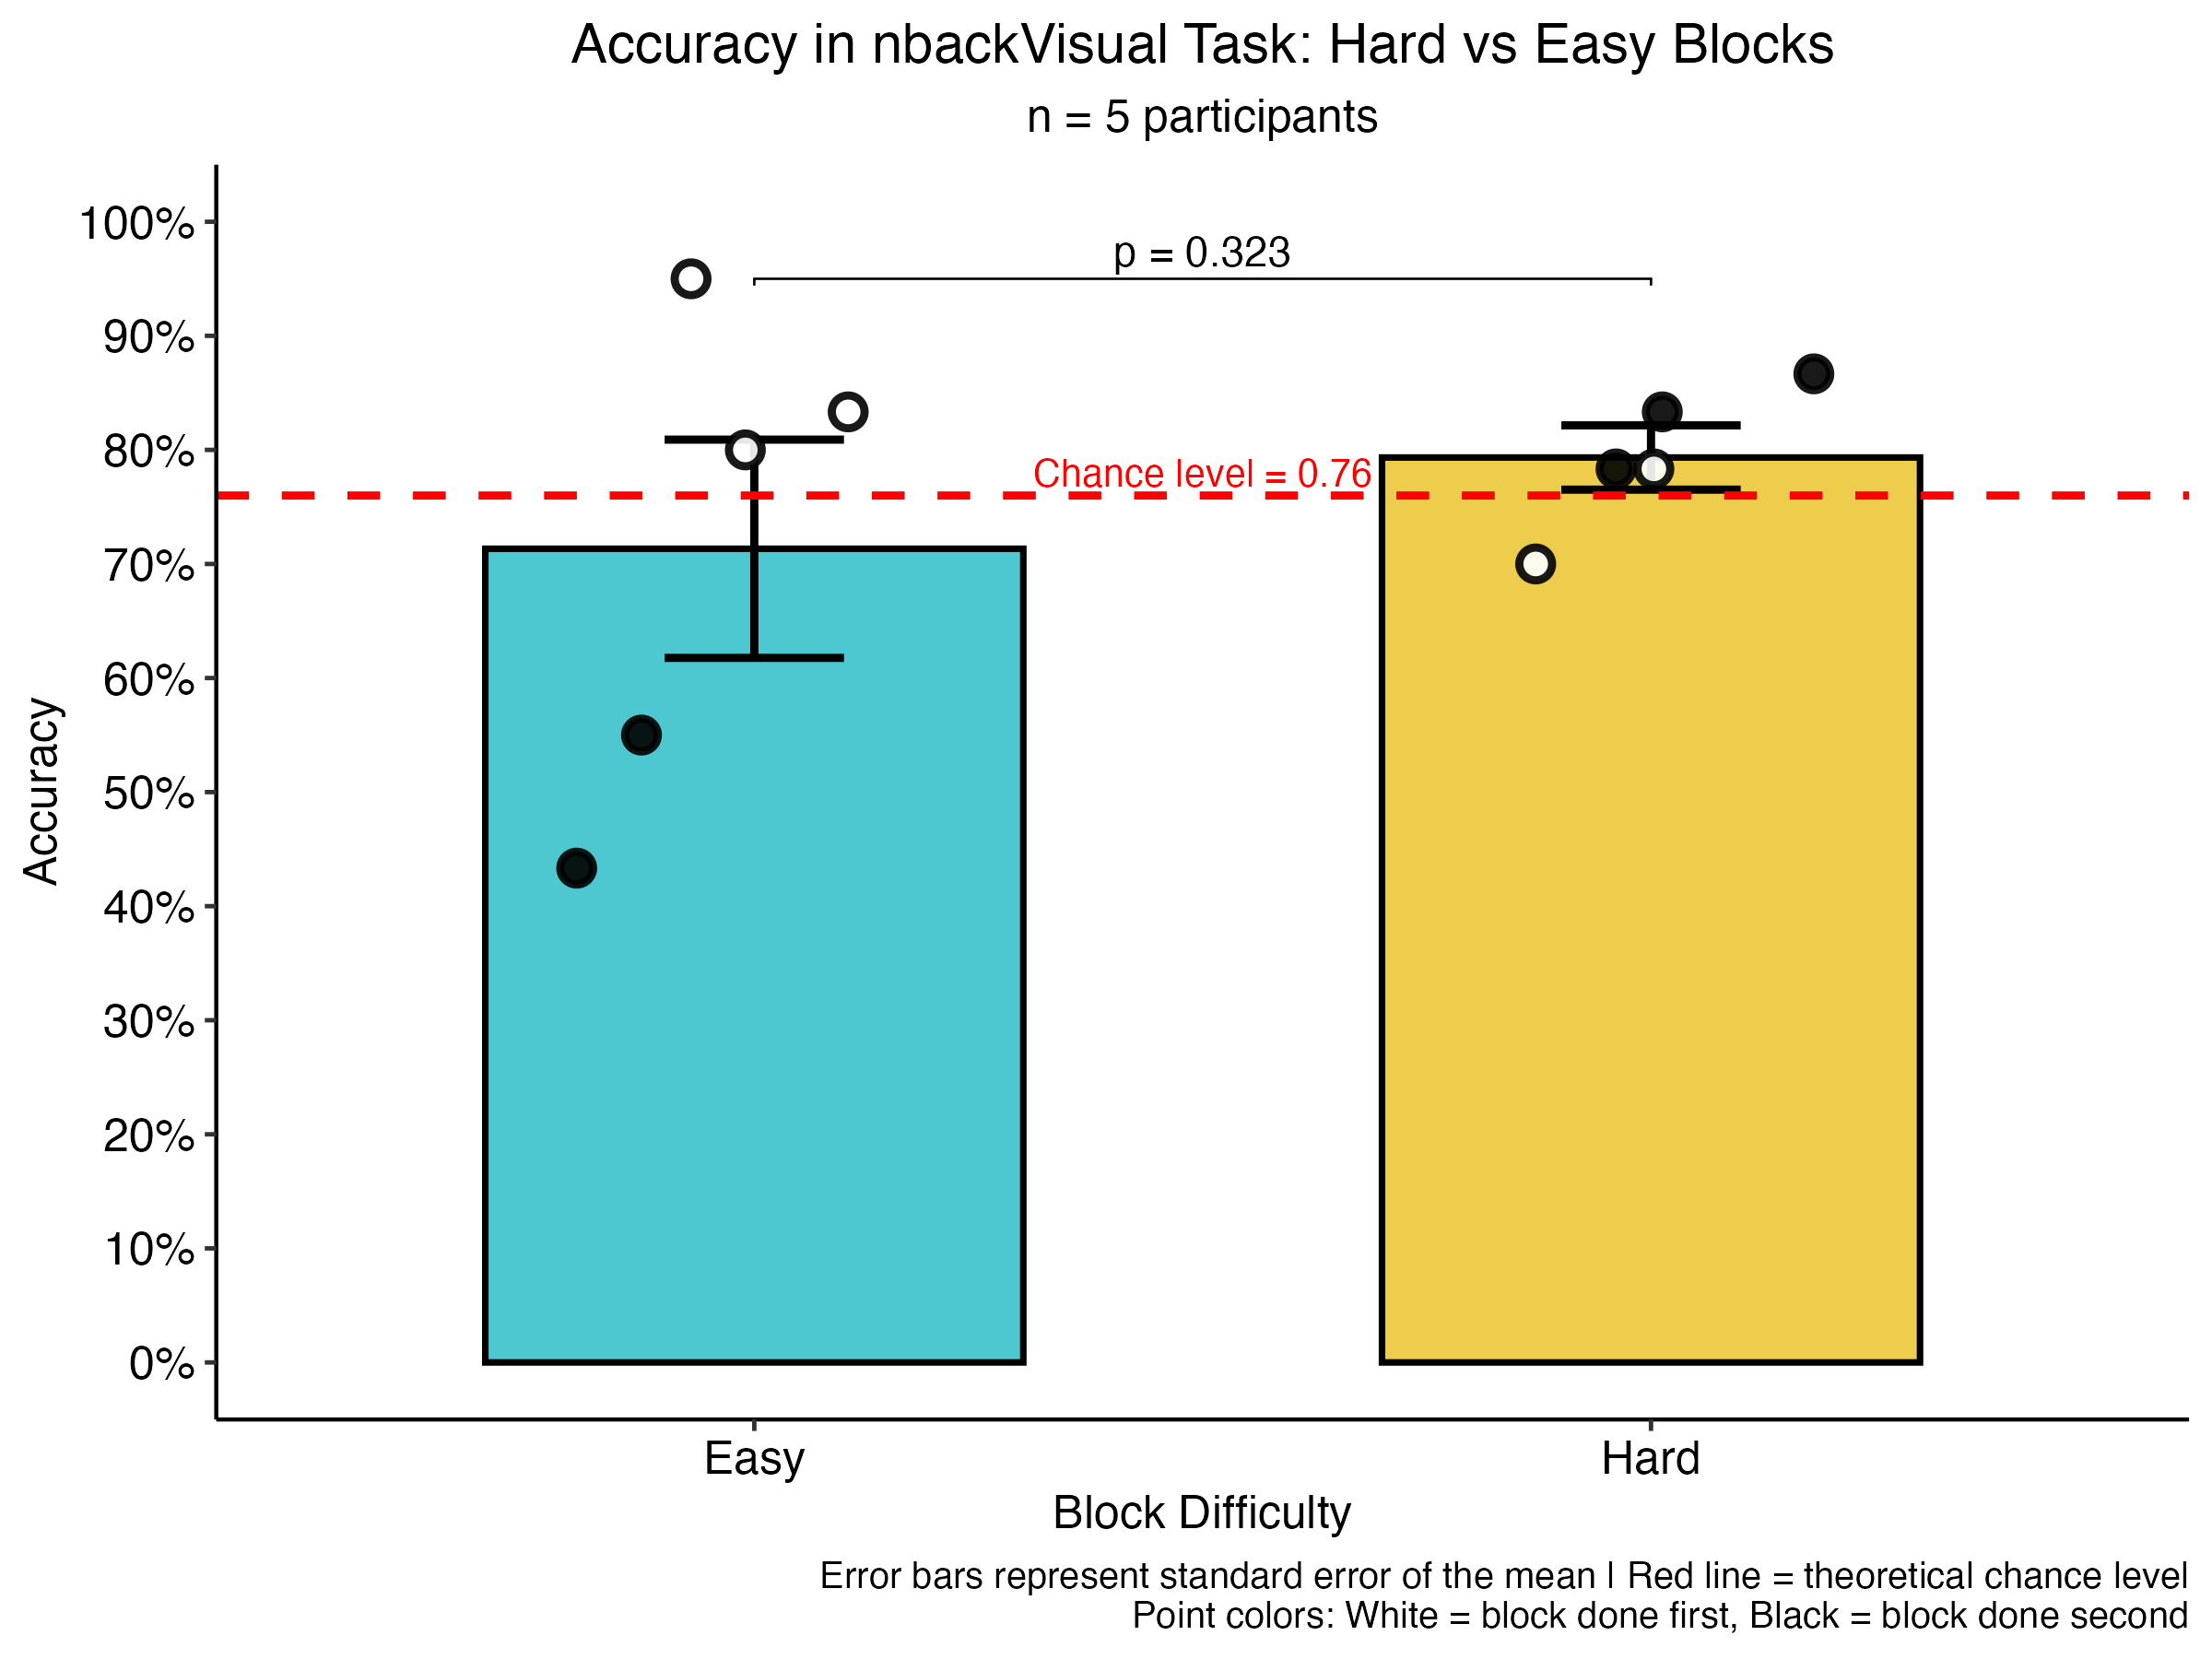 Accuracy in nbackVisual Task: Hard vs Easy Blocks
n = 5 participants
100%
90%
80%
70%
60%
50%
40%
30%
20%
10%
0%
Accuracy
p = 0.323
Chance level = 0.76
Easy
Hard
Block Difficulty
Error bars represent standard error of the mean | Red line = theoretical chance level
Point colors: White = block done first, Black = block done second